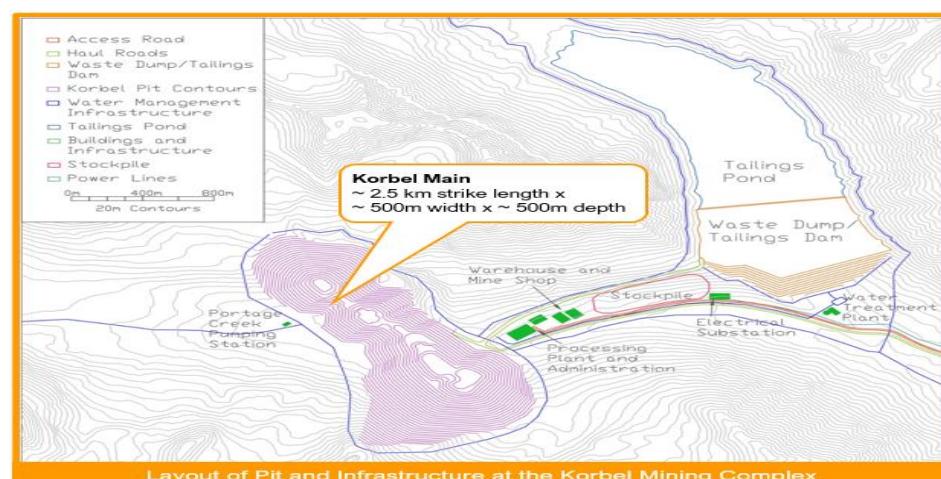 Access Road
Haul Roads
Waste Dump/Tailings
Dam
Korbel Pit Contours
Water Management
Infrastructure
Tailings Pond
Buildings and
Infrastructure
Stockpile
Power Lines
0m 400m 800m
20m Contours
Korbel Main
~ 2.5 km strike length x
~ 500m width x ~ 500m depth
Tailings
Pond
Waste Dump/
Tailings Dam
Warehouse and
Mine Shop
Stockpile
Portage
Creek
Pumping
Station
Processing
Plant and
Administration
Electrical
Substation
Water
Treatment
Plant
Layout of Pit and Infrastructure at the Korbel Mining Complex